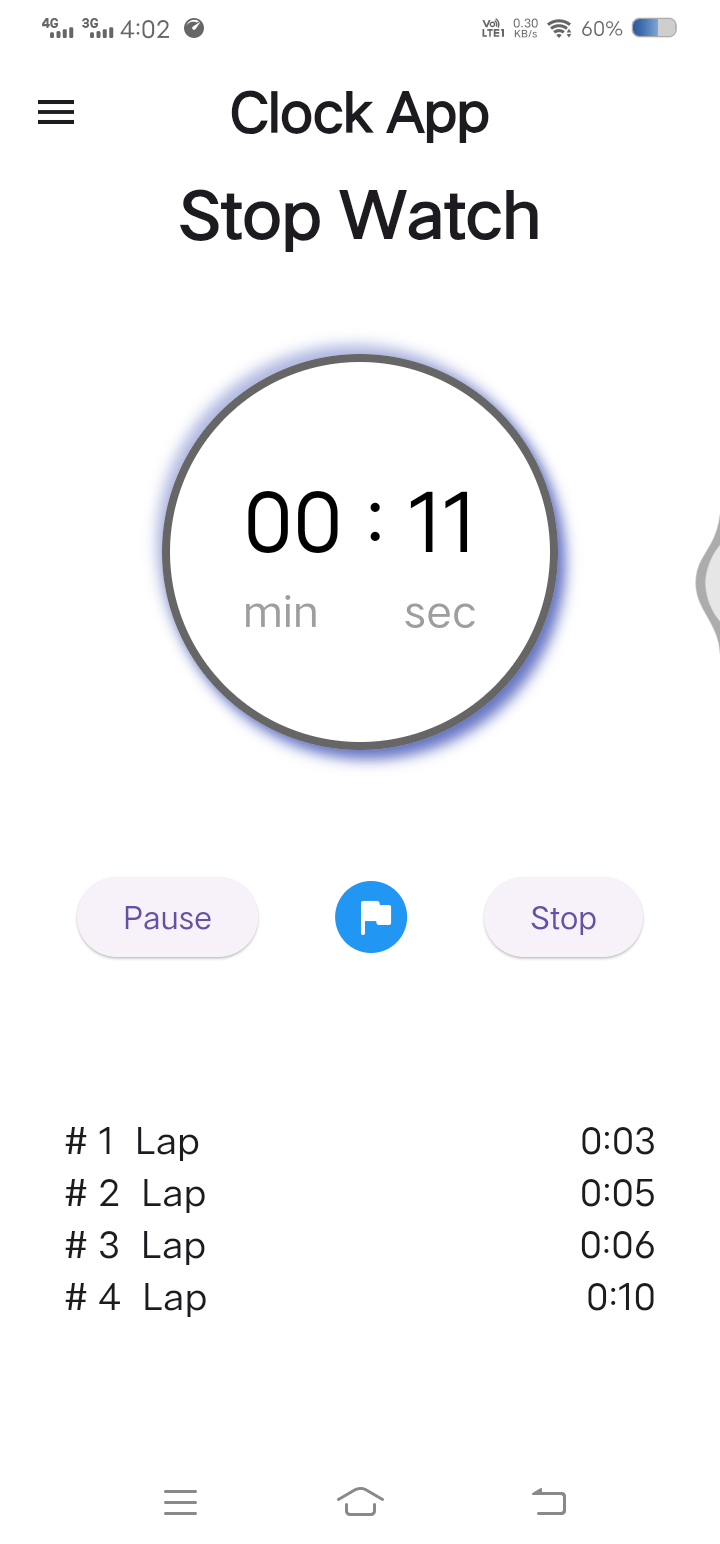 4G 3G 4:02 Vo)) LTE1 0.30 KB/s 60%
Clock App
Stop Watch
00 : 11
min sec
Pause Stop
# 1 Lap 0:03
# 2 Lap 0:05
# 3 Lap 0:06
# 4 Lap 0:10